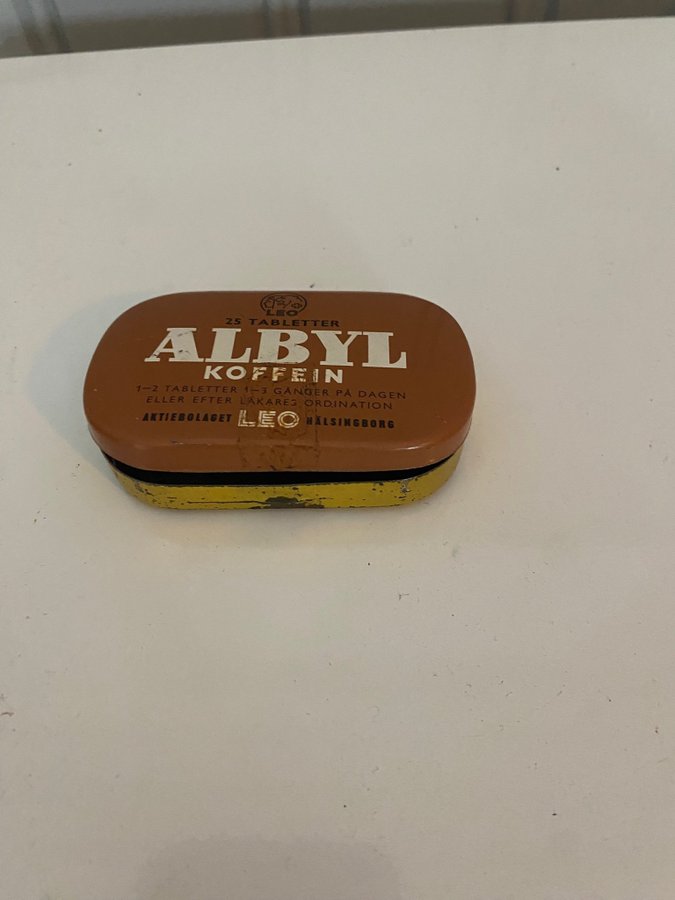 LEO
25 TABLETTER
ALBYL
KOFFEIN
1-2 TABLETTER 1-3 GÅNGER PÅ DAGEN
ELLER EFTER LÄKARES ORDINATION
AKTIEBOLAGET LEO HÄLSINGBORG